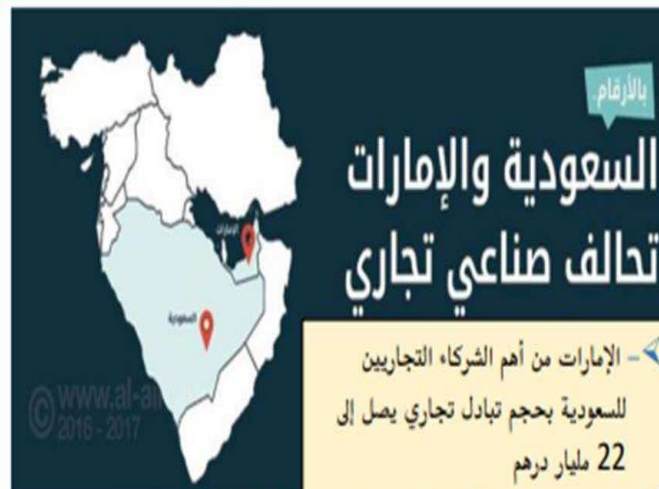 بالأرقام..
السعودية والإمارات
تحالف صناعي تجاري
- الإمارات من أهم الشركاء التجاريين
للسعودية بحجم تبادل تجاري يصل إلى
22 مليار درهم
الإمارات
السعودية
© www.al-ai
2016 - 2017